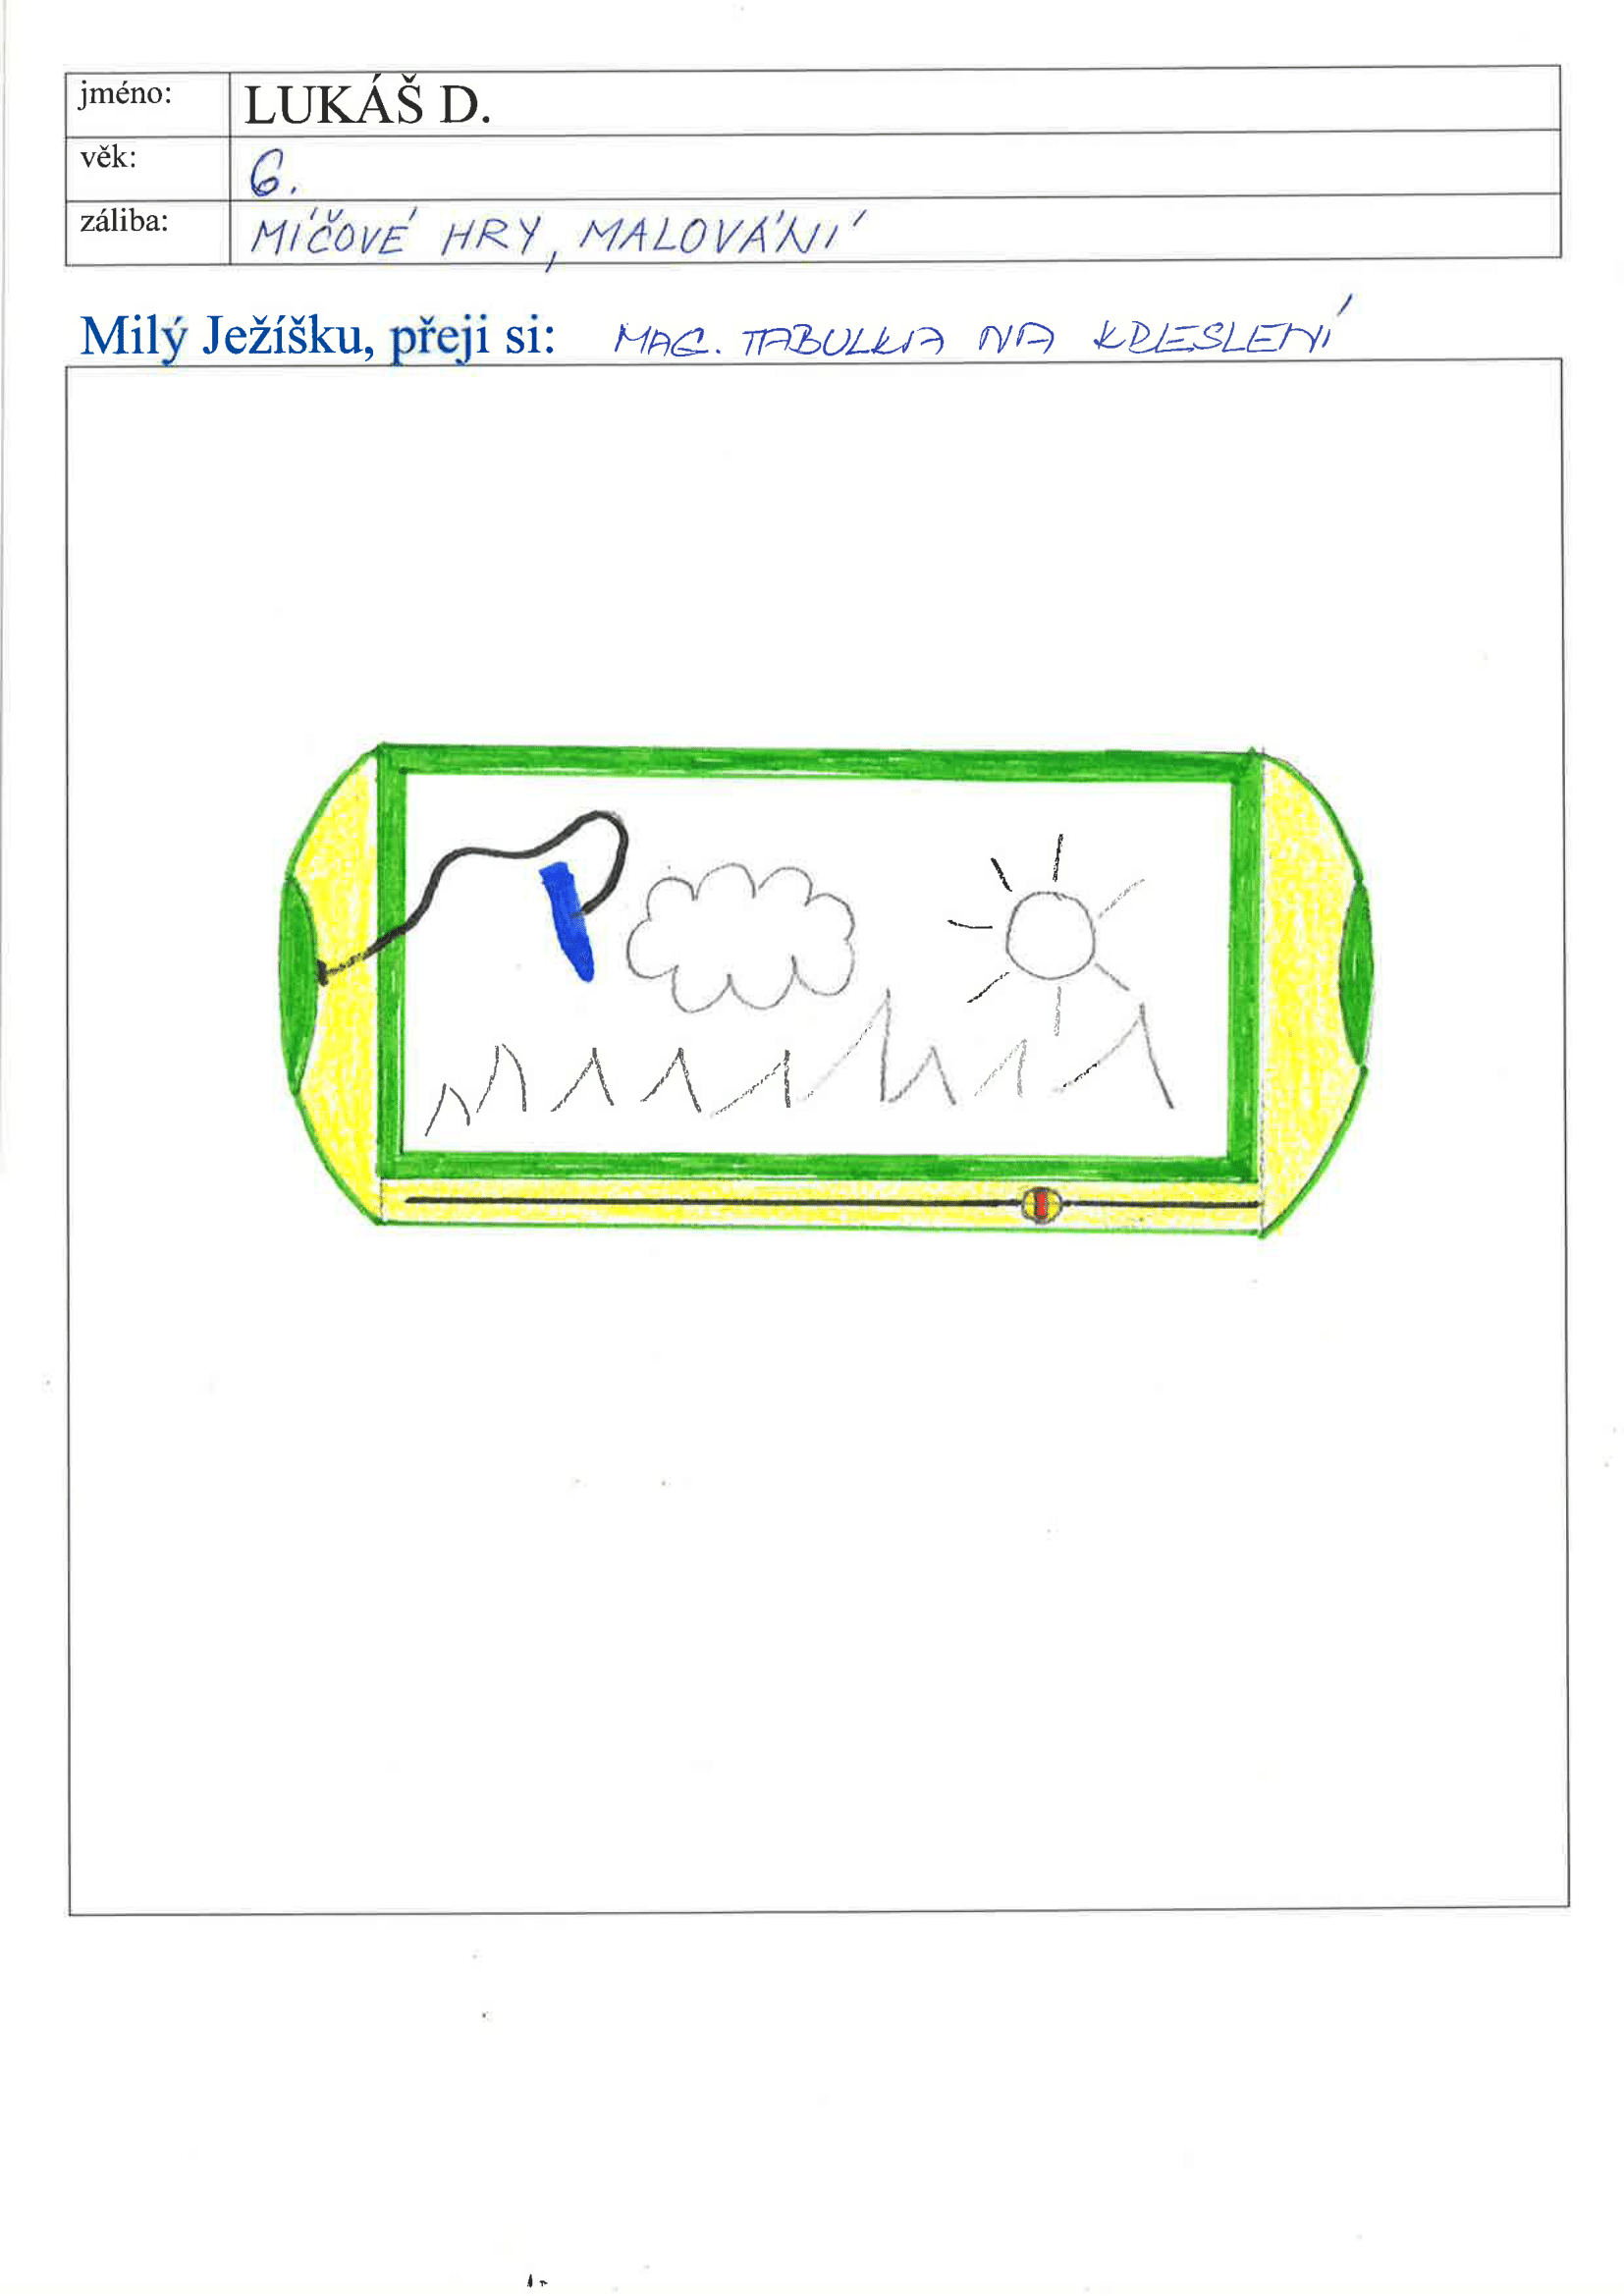 jméno: LUKÁŠ D.
věk: 6.
záliba: MÍČOVÉ HRY, MALOVÁNÍ
Milý Ježíšku, přeji si: MAG. TABULKA NA KRESLENÍ